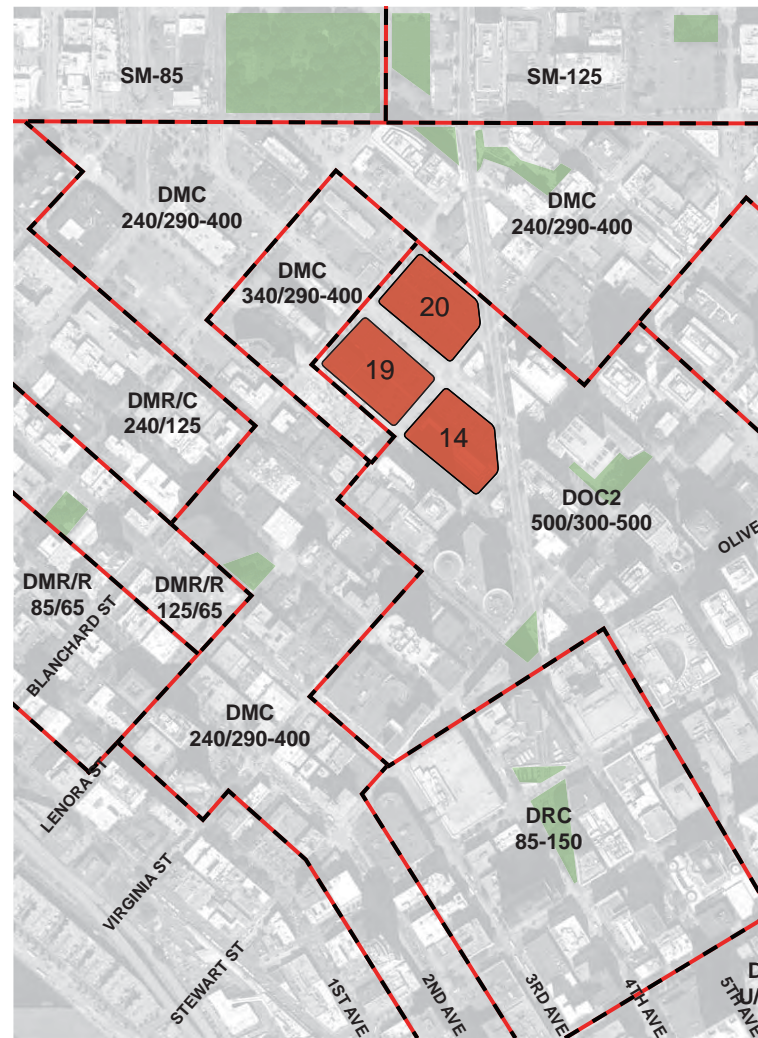 SM-85
SM-125
DMC
240/290-400
DMC
240/290-400
DMC
340/290-400
20
19
14
DMR/C
240/125
DOC2
500/300-500
DMR/R
85/65
DMR/R
125/65
BLANCHARD ST
DMC
240/290-400
LENORA ST
DRC
85-150
VIRGINIA ST
STEWART ST
1ST AVE
2ND AVE
3RD AVE
4TH AVE
5TH AVE
OLIVE
D
U/